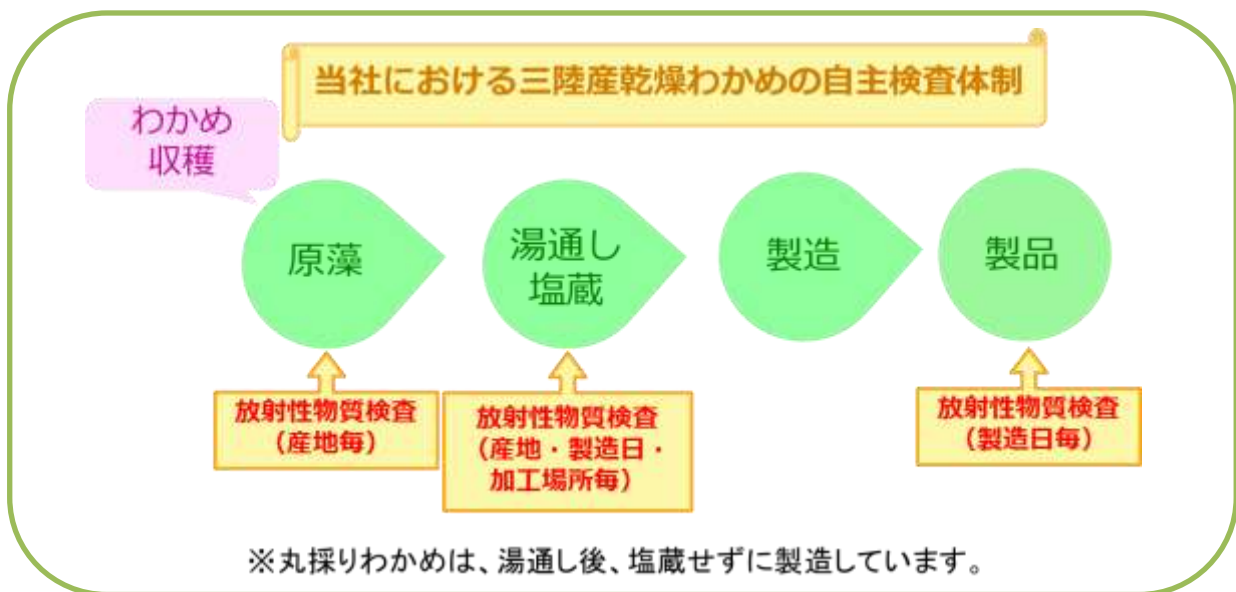 当社における三陸産乾燥わかめの自主検査体制
わかめ
収穫
原藻
湯通し
塩蔵
製造
製品
放射性物質検査
（産地毎）
放射性物質検査
（産地・製造日・
加工場所毎）
放射性物質検査
（製造日毎）
※丸採りわかめは、湯通し後、塩蔵せずに製造しています。